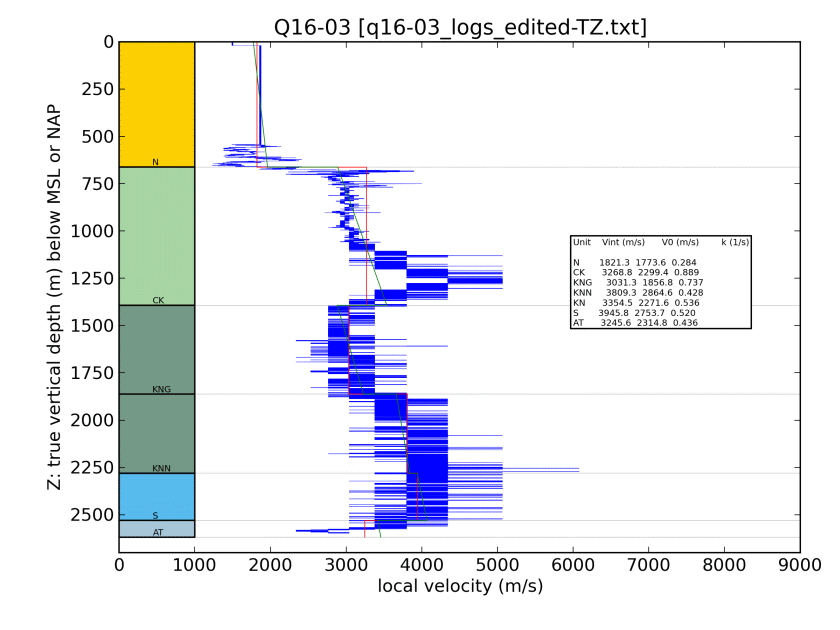 Q16-03 [q16-03_logs_edited-TZ.txt]
Z: true vertical depth (m) below MSL or NAP
0
250
500
750
1000
1250
1500
1750
2000
2250
2500
N
CK
KNG
KNN
S
AT
Unit Vint (m/s) V0 (m/s) k (1/s)
N 1821.3 1773.6 0.284
CK 3268.8 2299.4 0.889
KNG 3031.3 1856.8 0.737
KNN 3809.3 2864.6 0.428
KN 3354.5 2271.6 0.536
S 3945.8 2753.7 0.520
AT 3245.6 2314.8 0.436
0 1000 2000 3000 4000 5000 6000 7000 8000 9000
local velocity (m/s)